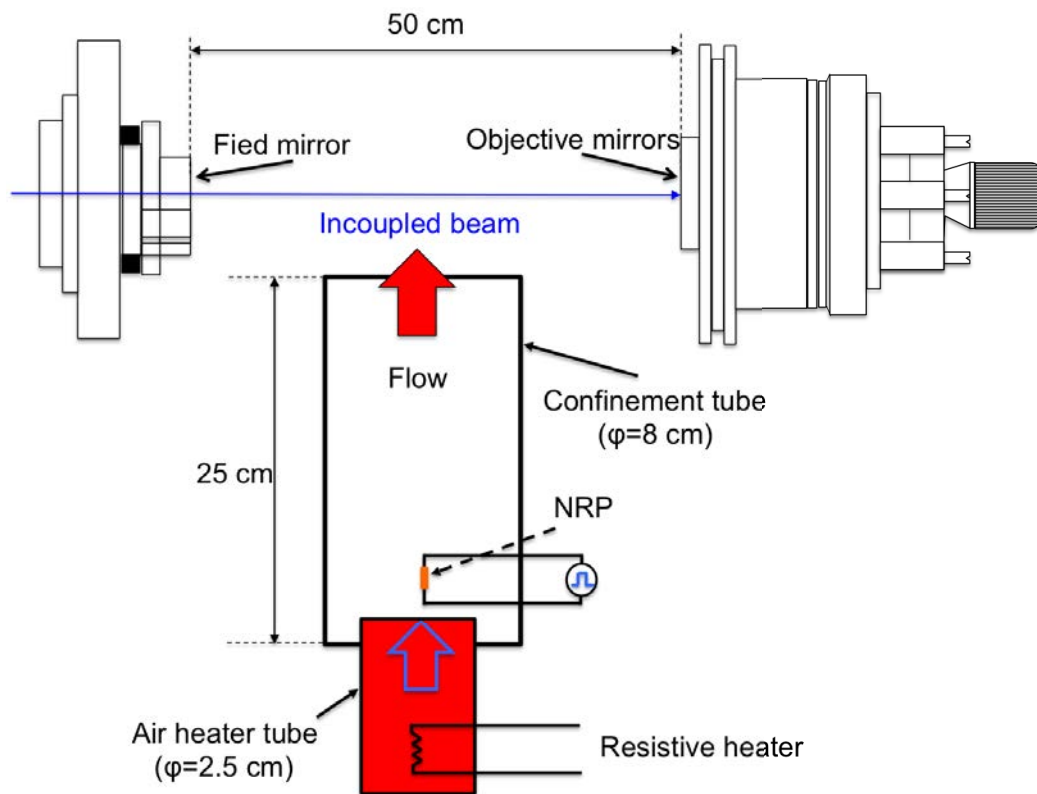 50 cm
Fied mirror
Objective mirrors
Incoupled beam
Flow
Confinement tube
(φ=8 cm)
25 cm
NRP
Air heater tube
(φ=2.5 cm)
Resistive heater